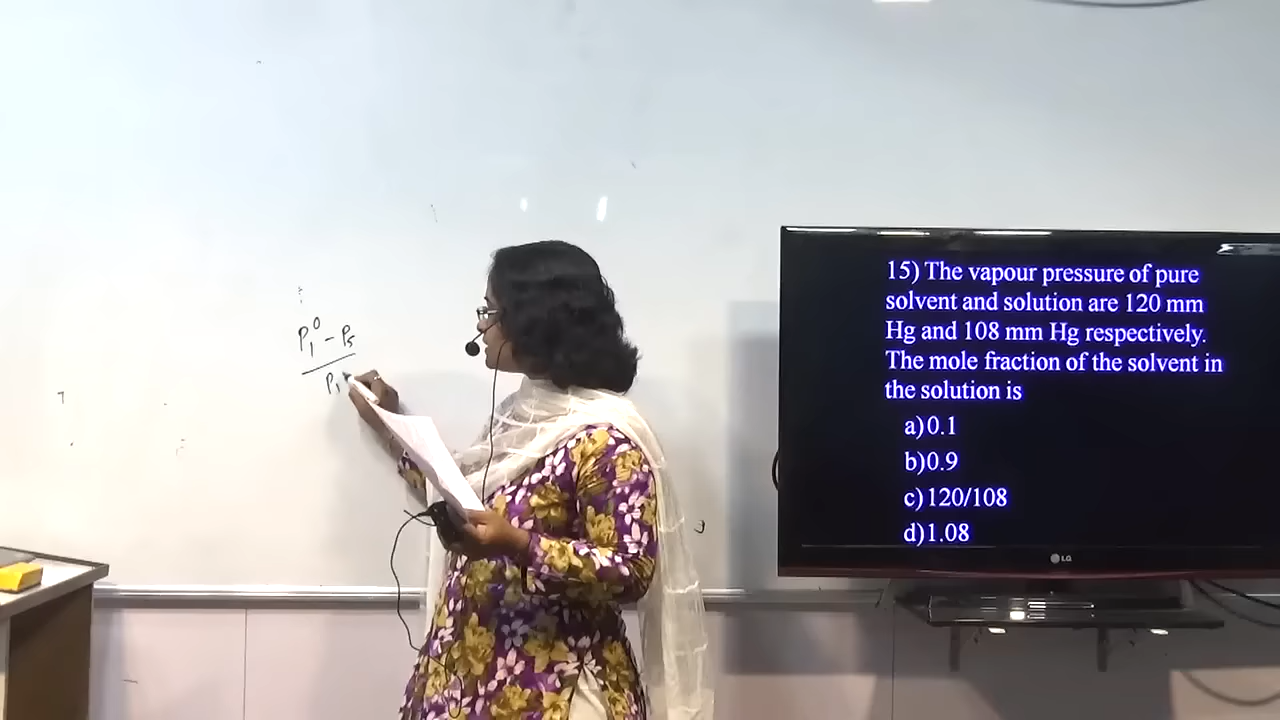 P₁⁰ - Pₛ
P₁
15) The vapour pressure of pure
solvent and solution are 120 mm
Hg and 108 mm Hg respectively.
The mole fraction of the solvent in
the solution is
a)0.1
b)0.9
c)120/108
d)1.08
LG